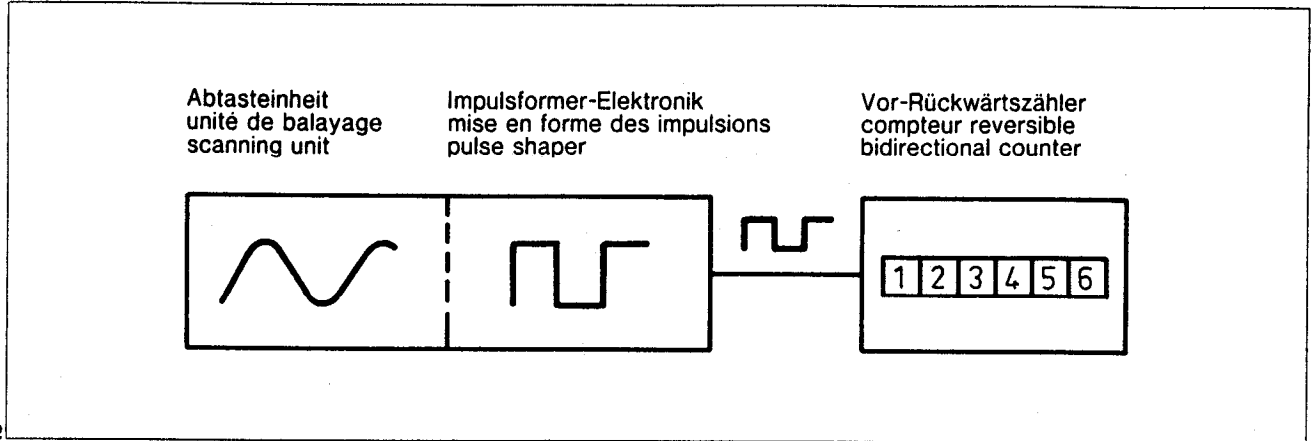 Abtasteinheit
unité de balayage
scanning unit
Impulsformer-Elektronik
mise en forme des impulsions
pulse shaper
Vor-Rückwärtszähler
compteur reversible
bidirectional counter
1 2 3 4 5 6